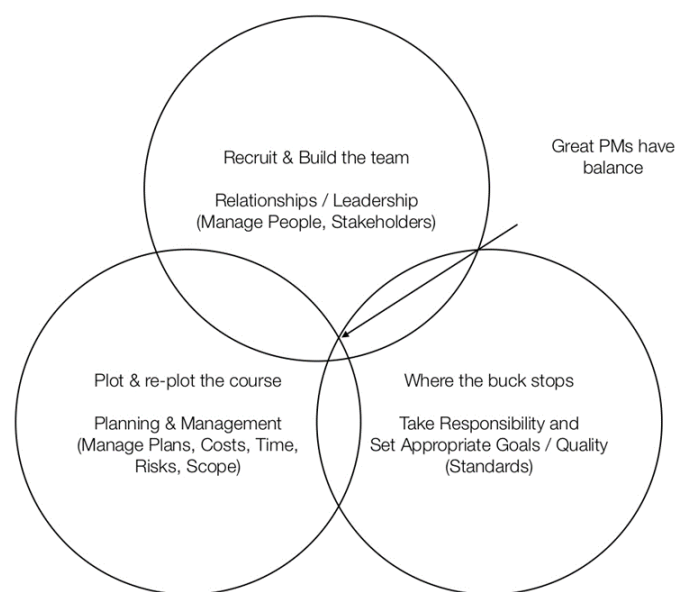 Recruit & Build the team
Relationships / Leadership
(Manage People, Stakeholders)
Great PMs have
balance
Plot & re-plot the course
Planning & Management
(Manage Plans, Costs, Time,
Risks, Scope)
Where the buck stops
Take Responsibility and
Set Appropriate Goals / Quality
(Standards)